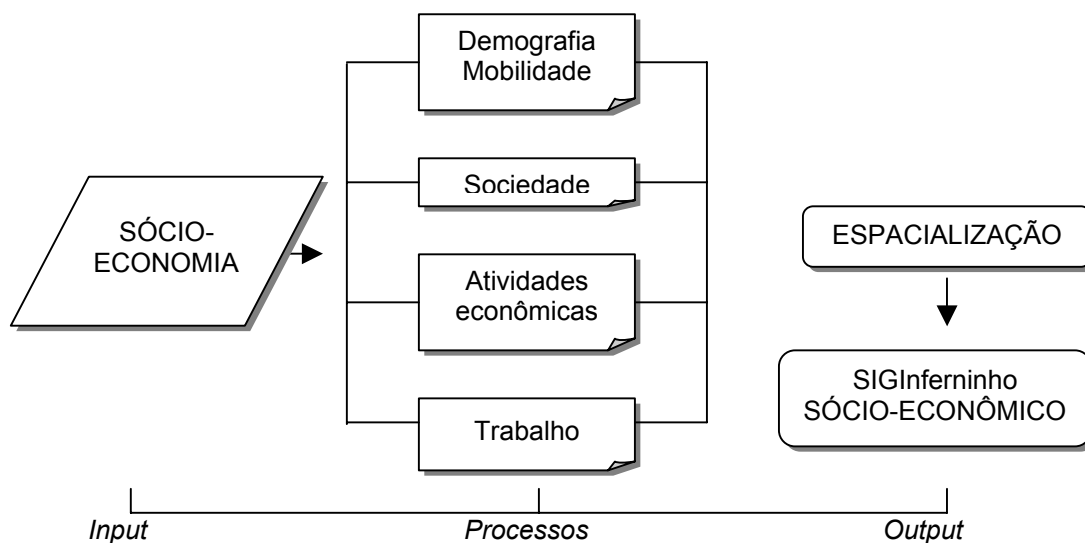 Demografia
Mobilidade
Sociedade
SÓCIO-
ECONOMIA
Atividades
econômicas
Trabalho
ESPACIALIZAÇÃO
SIGInferninho
SÓCIO-ECONÔMICO
Input
Processos
Output